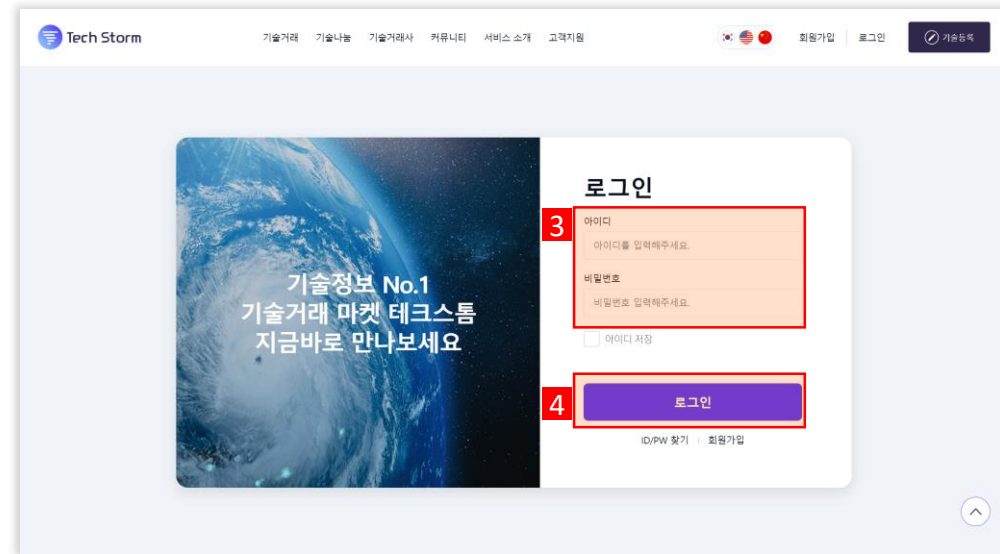 Tech Storm
기술거래 기술나눔 기술거래사 커뮤니티 서비스 소개 고객지원
회원가입 로그인 기술등록
로그인
3
아이디
아이디를 입력해주세요.
비밀번호
비밀번호 입력해주세요.
아이디 저장
4
로그인
ID/PW 찾기 회원가입
기술정보 No.1
기술거래 마켓 테크스톰
지금바로 만나보세요